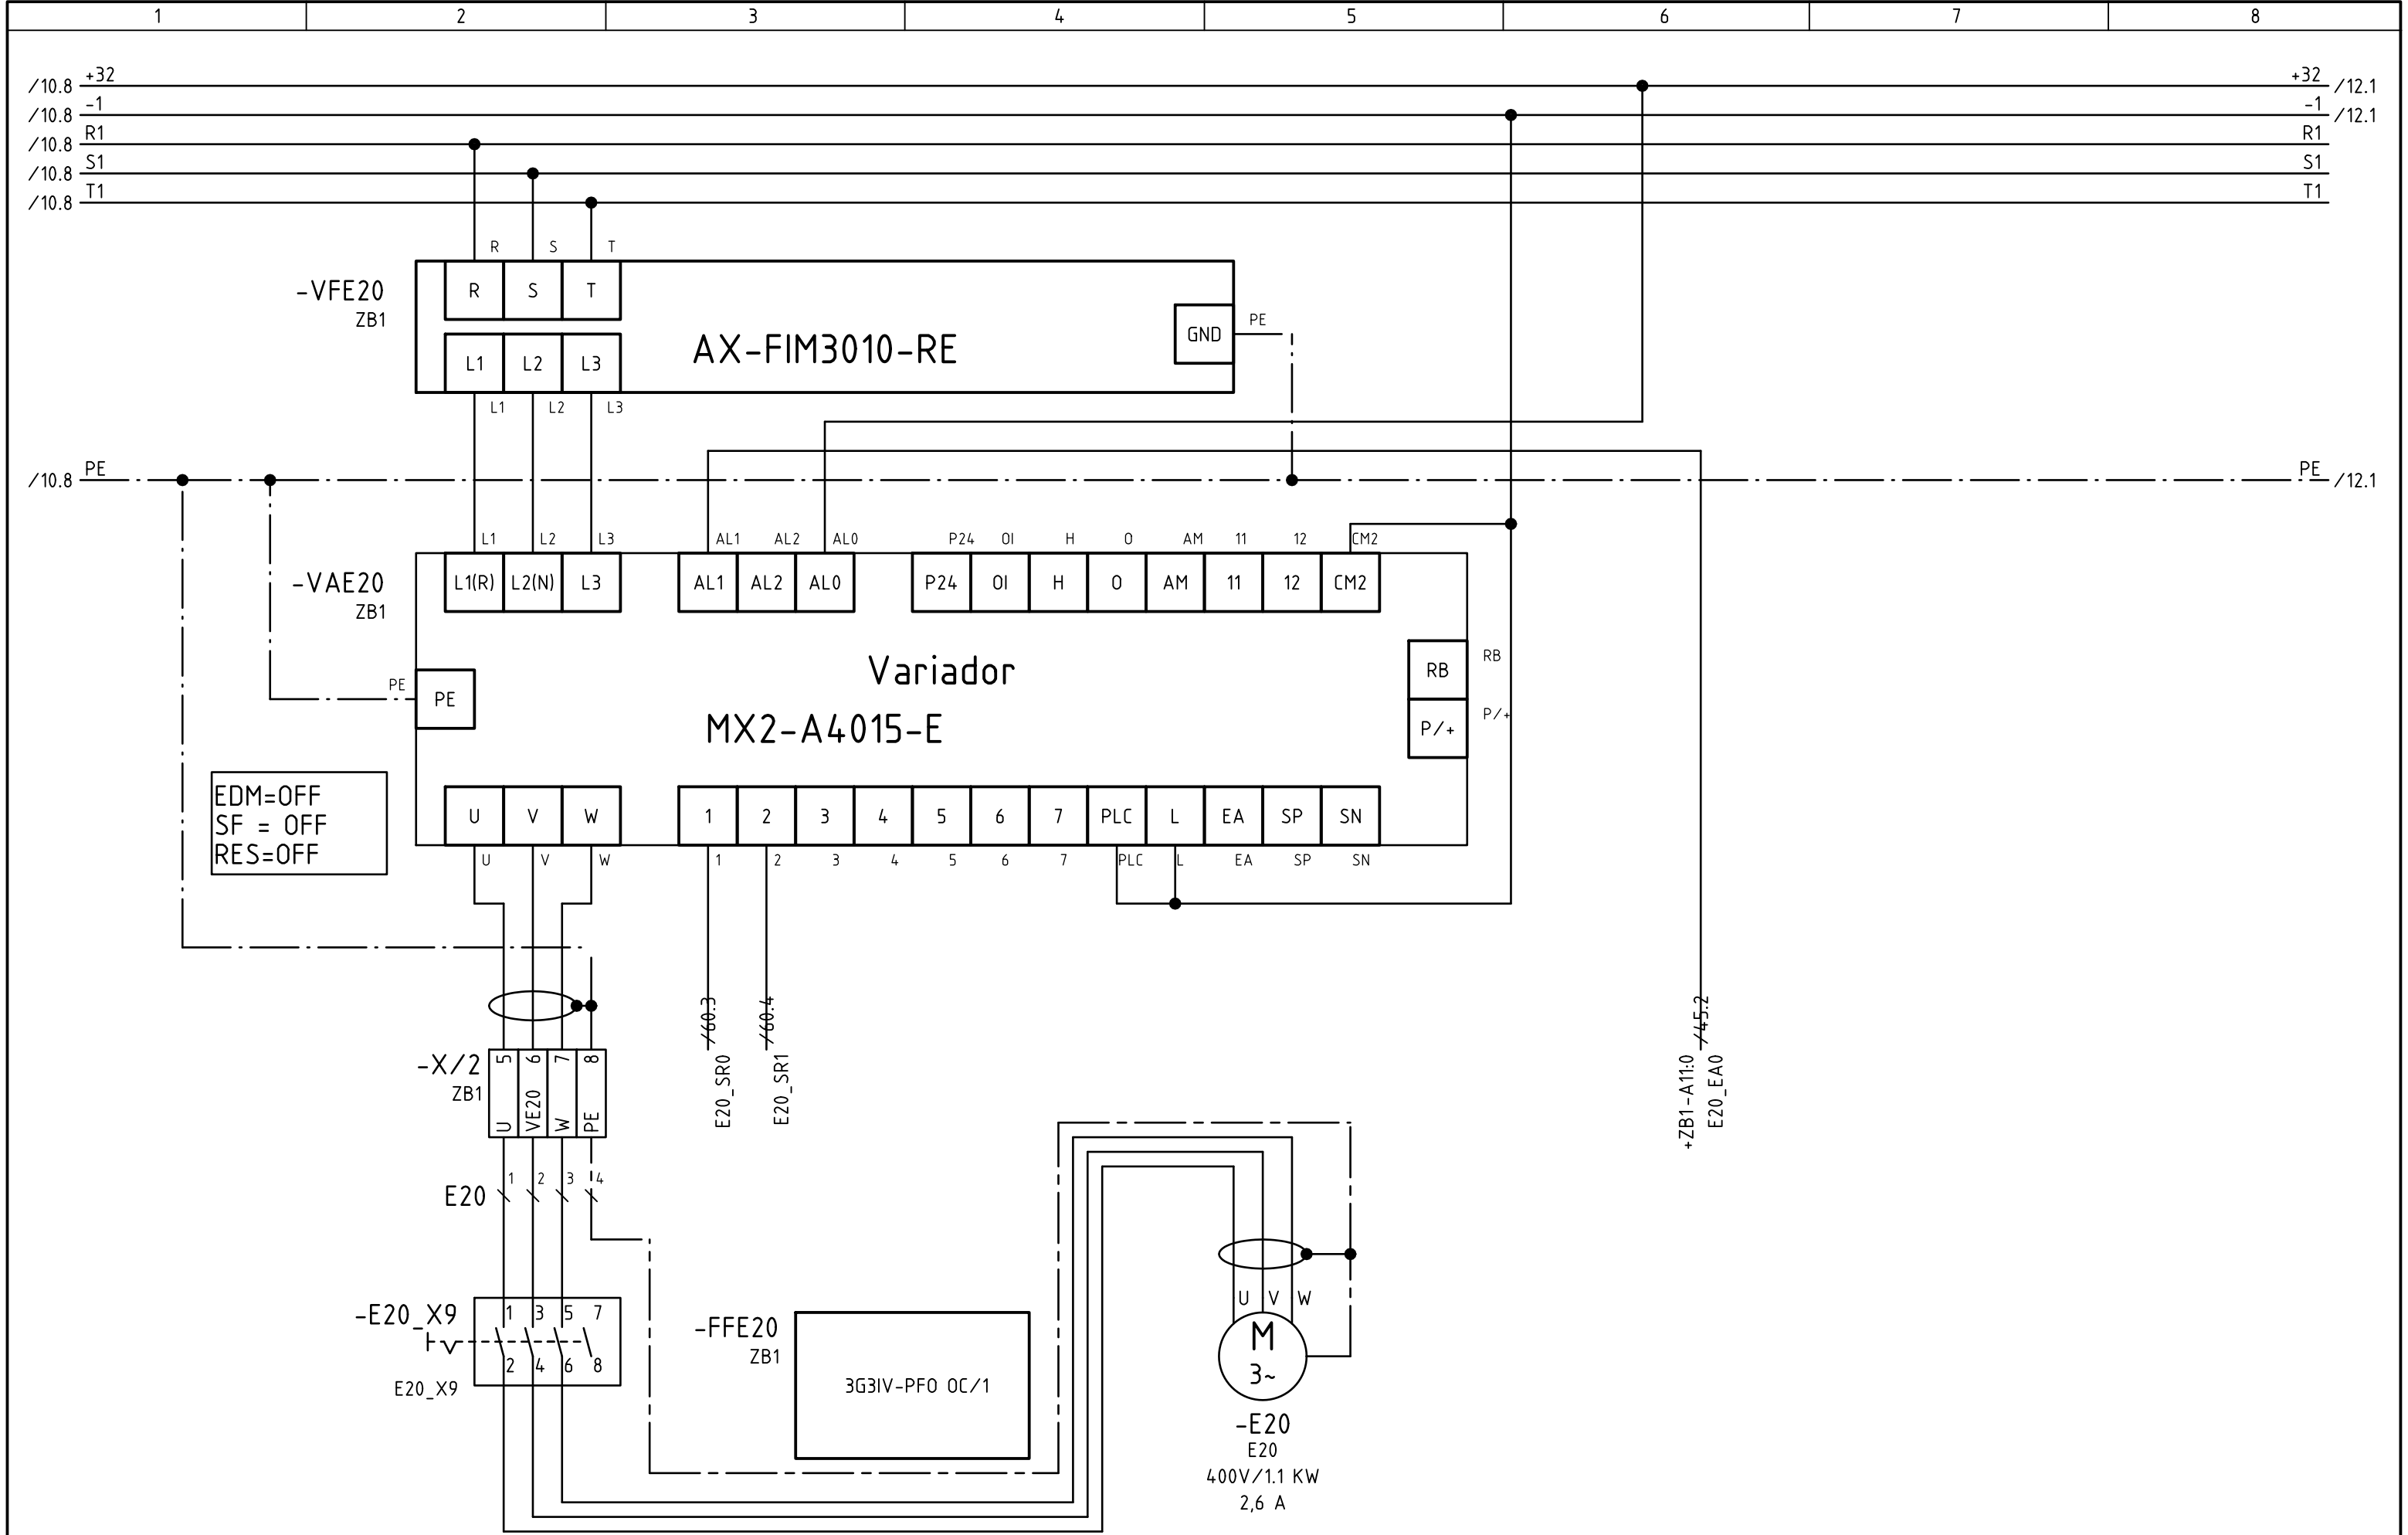 1 2 3 4 5 6 7 8
/10.8 +32 +32 /12.1
/10.8 -1 -1 /12.1
/10.8 R1 R1
/10.8 S1 S1
/10.8 T1 T1
R S T
-VFE20
ZB1
R S T
L1 L2 L3
AX-FIM3010-RE
GND PE
L1 L2 L3
/10.8 PE PE /12.1
L1 L2 L3 AL1 AL2 AL0 P24 OI H O AM 11 12 CM2
-VAE20
ZB1
L1(R) L2(N) L3 AL1 AL2 AL0 P24 OI H O AM 11 12 CM2
Variador
MX2-A4015-E
PE PE
RB RB
P/+ P/+
EDM=OFF
SF = OFF
RES=OFF
U V W 1 2 3 4 5 6 7 PLC L EA SP SN
U V W 1 2 3 4 5 6 7 PLC L EA SP SN
/60.3
E20_SR0
/60.4
E20_SR1
/45.2
+ZB1-A11:0
E20_EA0
-X/2
ZB1
5 6 7 8
U VE20 W PE
E20
1 2 3 4
-E20_X9
1 3 5 7
2 4 6 8
E20_X9
-FFE20
ZB1
3G3IV-PFO OC/1
U V W
M
3~
-E20
E20
400V/1.1 KW
2,6 A